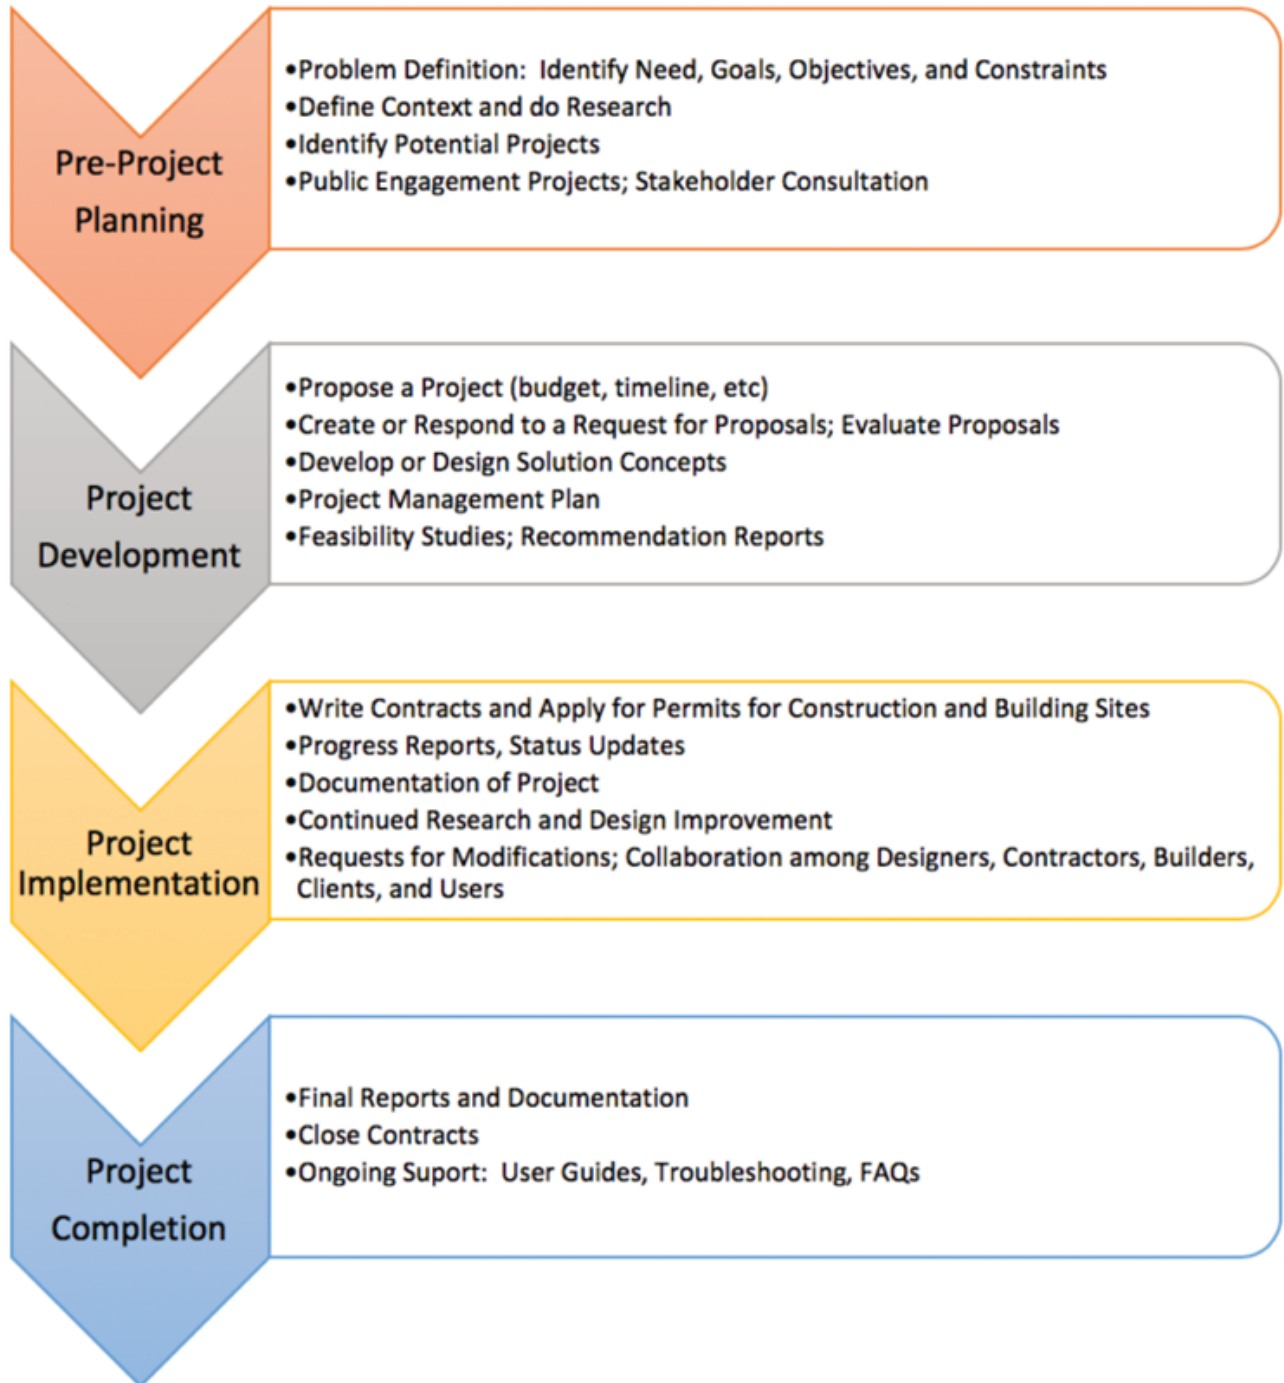 Pre-Project
Planning
•Problem Definition:  Identify Need, Goals, Objectives, and Constraints
•Define Context and do Research
•Identify Potential Projects
•Public Engagement Projects; Stakeholder Consultation
Project
Development
•Propose a Project (budget, timeline, etc)
•Create or Respond to a Request for Proposals; Evaluate Proposals
•Develop or Design Solution Concepts
•Project Management Plan
•Feasibility Studies; Recommendation Reports
Project
Implementation
•Write Contracts and Apply for Permits for Construction and Building Sites
•Progress Reports, Status Updates
•Documentation of Project
•Continued Research and Design Improvement
•Requests for Modifications; Collaboration among Designers, Contractors, Builders,
Clients, and Users
Project
Completion
•Final Reports and Documentation
•Close Contracts
•Ongoing Suport:  User Guides, Troubleshooting, FAQs